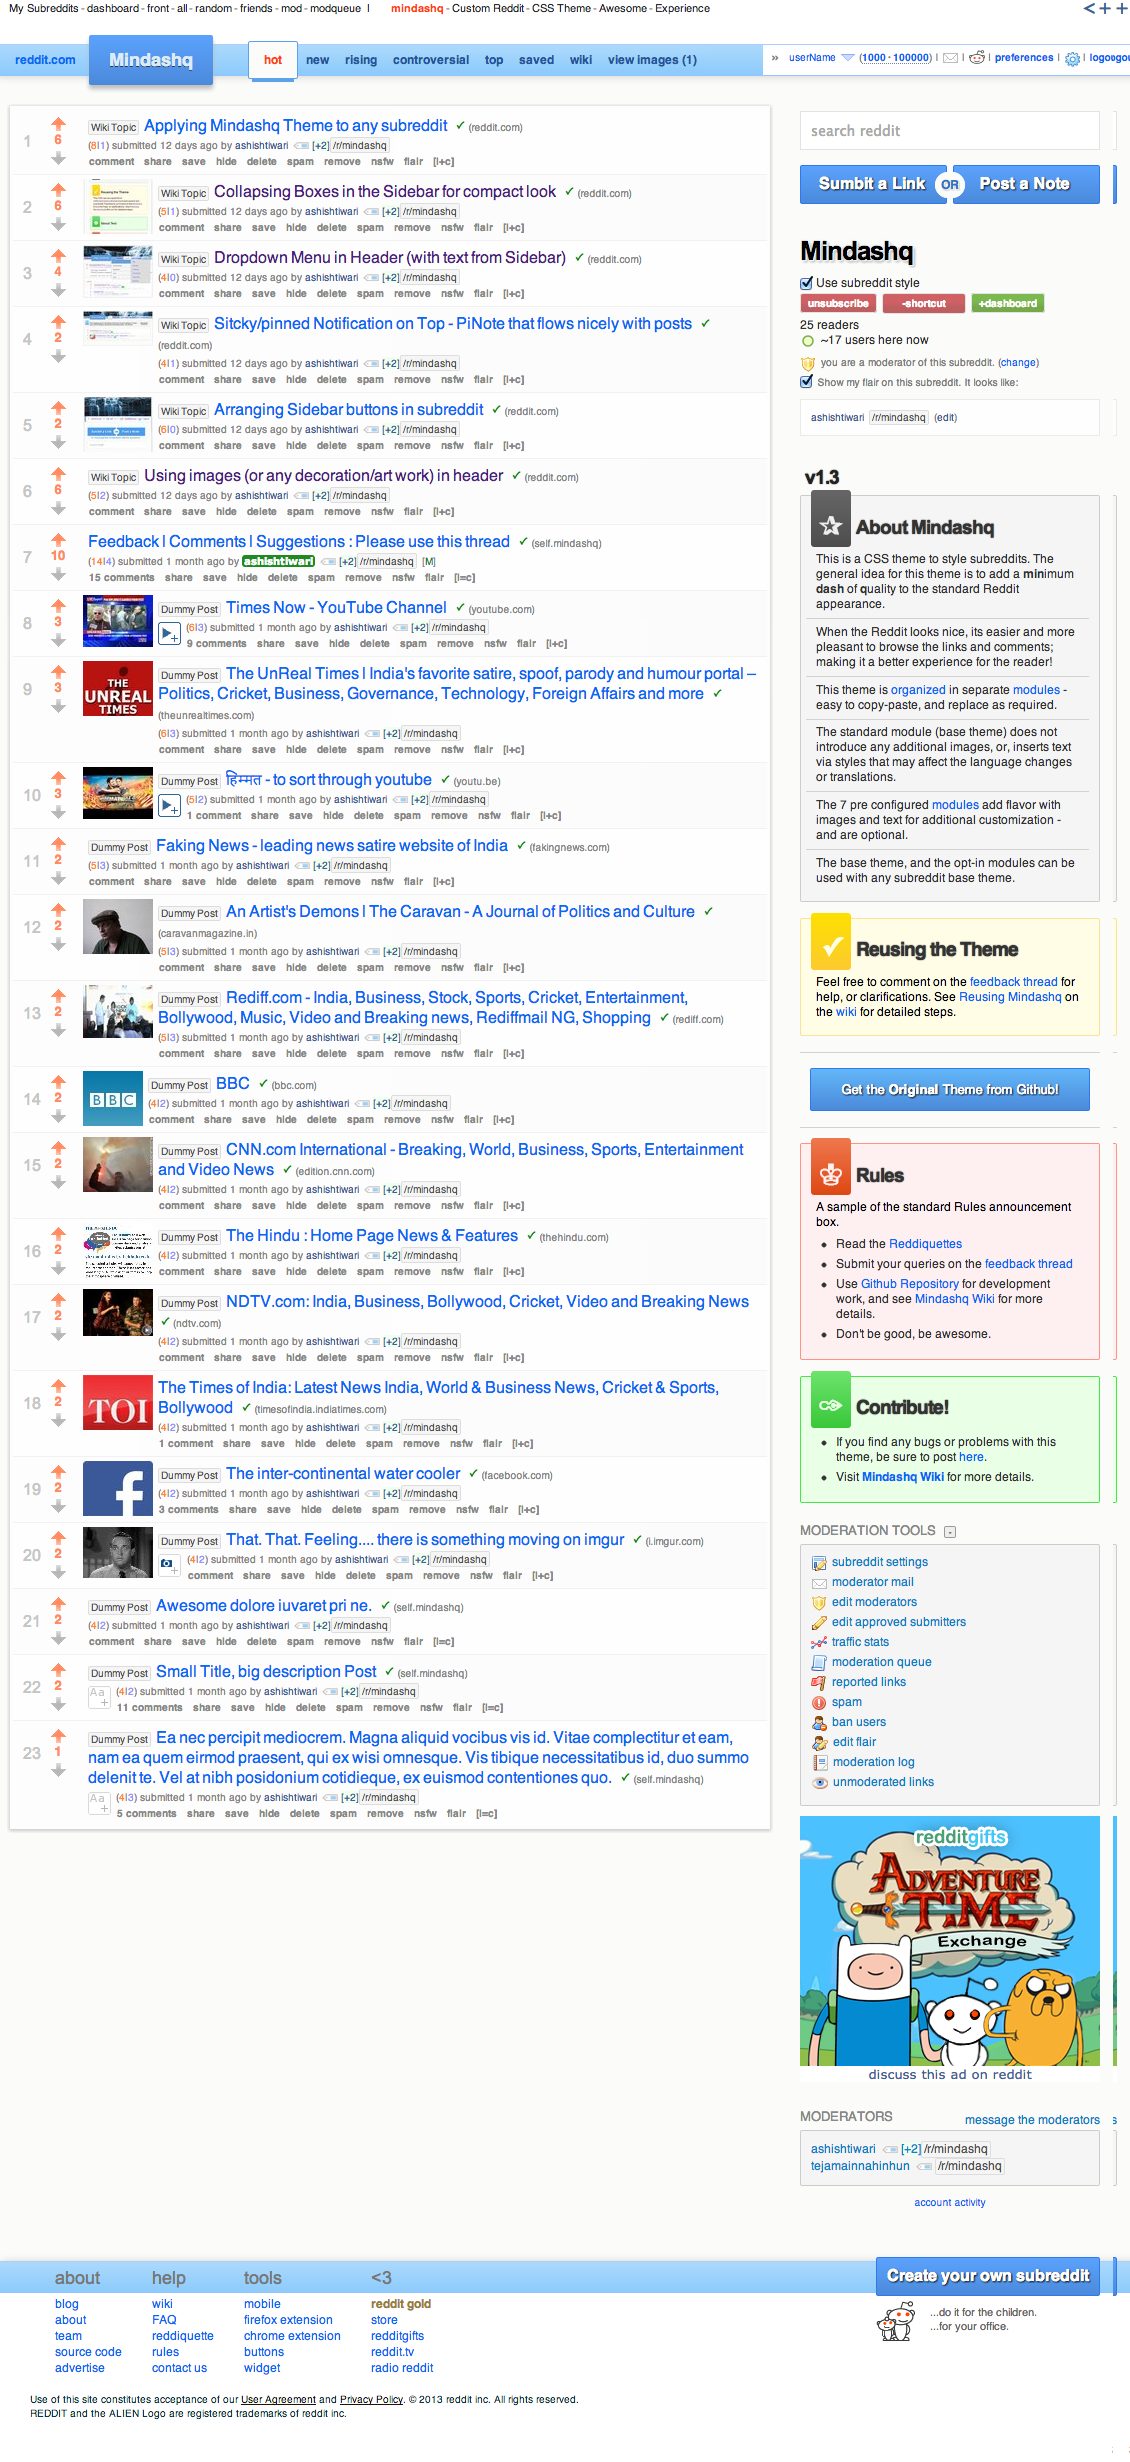 My Subreddits - dashboard - front - all - random - friends - mod - modqueue | mindashq - Custom Reddit - CSS Theme - Awesome - Experience
< + +
reddit.com Mindashq hot new rising controversial top saved wiki view images (1) » userName (1000 · 100000) | | | preferences | | logout
1 6 Wiki Topic Applying Mindashq Theme to any subreddit ✓ (reddit.com)
(8|1) submitted 12 days ago by ashishtiwari [+2] /r/mindashq
comment share save hide delete spam remove nsfw flair [l+c]
2 6 Wiki Topic Collapsing Boxes in the Sidebar for compact look ✓ (reddit.com)
(5|1) submitted 12 days ago by ashishtiwari [+2] /r/mindashq
comment share save hide delete spam remove nsfw flair [l+c]
3 4 Wiki Topic Dropdown Menu in Header (with text from Sidebar) ✓ (reddit.com)
(4|0) submitted 12 days ago by ashishtiwari [+2] /r/mindashq
comment share save hide delete spam remove nsfw flair [l+c]
4 2 Wiki Topic Sitcky/pinned Notification on Top - PiNote that flows nicely with posts ✓
(reddit.com)
(4|1) submitted 12 days ago by ashishtiwari [+2] /r/mindashq
comment share save hide delete spam remove nsfw flair [l+c]
5 2 Wiki Topic Arranging Sidebar buttons in subreddit ✓ (reddit.com)
(6|0) submitted 12 days ago by ashishtiwari [+2] /r/mindashq
comment share save hide delete spam remove nsfw flair [l+c]
6 6 Wiki Topic Using images (or any decoration/art work) in header ✓ (reddit.com)
(5|2) submitted 12 days ago by ashishtiwari [+2] /r/mindashq
comment share save hide delete spam remove nsfw flair [l+c]
7 10 Feedback | Comments | Suggestions : Please use this thread ✓ (self.mindashq)
(14|4) submitted 1 month ago by ashishtiwari [+2] /r/mindashq [M]
15 comments share save hide delete spam remove nsfw flair [l=c]
8 3 Dummy Post Times Now - YouTube Channel ✓ (youtube.com)
(6|3) submitted 1 month ago by ashishtiwari [+2] /r/mindashq
9 comments share save hide delete spam remove nsfw flair [l+c]
9 3 THE UNREAL TIMES Dummy Post The UnReal Times | India's favorite satire, spoof, parody and humour portal –
Politics, Cricket, Business, Governance, Technology, Foreign Affairs and more ✓
(theunrealtimes.com)
(6|3) submitted 1 month ago by ashishtiwari [+2] /r/mindashq
comment share save hide delete spam remove nsfw flair [l+c]
10 3 Dummy Post हिम्मत - to sort through youtube ✓ (youtu.be)
(5|2) submitted 1 month ago by ashishtiwari [+2] /r/mindashq
1 comment share save hide delete spam remove nsfw flair [l+c]
11 2 Dummy Post Faking News - leading news satire website of India ✓ (fakingnews.com)
(5|3) submitted 1 month ago by ashishtiwari [+2] /r/mindashq
comment share save hide delete spam remove nsfw flair [l+c]
12 2 Dummy Post An Artist's Demons | The Caravan - A Journal of Politics and Culture ✓
(caravanmagazine.in)
(5|3) submitted 1 month ago by ashishtiwari [+2] /r/mindashq
comment share save hide delete spam remove nsfw flair [l+c]
13 2 Dummy Post Rediff.com - India, Business, Stock, Sports, Cricket, Entertainment,
Bollywood, Music, Video and Breaking news, Rediffmail NG, Shopping ✓ (rediff.com)
(5|3) submitted 1 month ago by ashishtiwari [+2] /r/mindashq
comment share save hide delete spam remove nsfw flair [l+c]
14 2 BBC Dummy Post BBC ✓ (bbc.com)
(4|2) submitted 1 month ago by ashishtiwari [+2] /r/mindashq
comment share save hide delete spam remove nsfw flair [l+c]
15 2 Dummy Post CNN.com International - Breaking, World, Business, Sports, Entertainment
and Video News ✓ (edition.cnn.com)
(4|2) submitted 1 month ago by ashishtiwari [+2] /r/mindashq
comment share save hide delete spam remove nsfw flair [l+c]
16 2 Dummy Post The Hindu : Home Page News & Features ✓ (thehindu.com)
(4|2) submitted 1 month ago by ashishtiwari [+2] /r/mindashq
comment share save hide delete spam remove nsfw flair [l+c]
17 2 Dummy Post NDTV.com: India, Business, Bollywood, Cricket, Video and Breaking News
✓ (ndtv.com)
(4|2) submitted 1 month ago by ashishtiwari [+2] /r/mindashq
comment share save hide delete spam remove nsfw flair [l+c]
18 2 TOI The Times of India: Latest News India, World & Business News, Cricket & Sports,
Bollywood ✓ (timesofindia.indiatimes.com)
(4|2) submitted 1 month ago by ashishtiwari [+2] /r/mindashq
1 comment share save hide delete spam remove nsfw flair [l+c]
19 2 f Dummy Post The inter-continental water cooler ✓ (facebook.com)
(4|2) submitted 1 month ago by ashishtiwari [+2] /r/mindashq
3 comments share save hide delete spam remove nsfw flair [l+c]
20 2 Dummy Post That. That. Feeling.... there is something moving on imgur ✓ (i.imgur.com)
(4|2) submitted 1 month ago by ashishtiwari [+2] /r/mindashq
comment share save hide delete spam remove nsfw flair [l+c]
21 2 Dummy Post Awesome dolore iuvaret pri ne. ✓ (self.mindashq)
(4|2) submitted 1 month ago by ashishtiwari [+2] /r/mindashq
comment share save hide delete spam remove nsfw flair [l=c]
22 2 Dummy Post Small Title, big description Post ✓ (self.mindashq)
Aa+ (4|2) submitted 1 month ago by ashishtiwari [+2] /r/mindashq
11 comments share save hide delete spam remove nsfw flair [l=c]
23 1 Dummy Post Ea nec percipit mediocrem. Magna aliquid vocibus vis id. Vitae complectitur et eam,
nam ea quem eirmod praesent, qui ex wisi omnesque. Vis tibique necessitatibus id, duo summo
delenit te. Vel at nibh posidonium cotidieque, ex euismod contentiones quo. ✓ (self.mindashq)
Aa+ (4|3) submitted 1 month ago by ashishtiwari [+2] /r/mindashq
5 comments share save hide delete spam remove nsfw flair [l=c]
search reddit
Sumbit a Link OR Post a Note
Mindashq
Use subreddit style
unsubscribe -shortcut +dashboard
25 readers
~17 users here now
you are a moderator of this subreddit. (change)
Show my flair on this subreddit. It looks like:
ashishtiwari /r/mindashq (edit)
v1.3
About Mindashq
This is a CSS theme to style subreddits. The
general idea for this theme is to add a minimum
dash of quality to the standard Reddit
appearance.
When the Reddit looks nice, its easier and more
pleasant to browse the links and comments;
making it a better experience for the reader!
This theme is organized in separate modules -
easy to copy-paste, and replace as required.
The standard module (base theme) does not
introduce any additional images, or, inserts text
via styles that may affect the language changes
or translations.
The 7 pre configured modules add flavor with
images and text for additional customization -
and are optional.
The base theme, and the opt-in modules can be
used with any subreddit base theme.
Reusing the Theme
Feel free to comment on the feedback thread for
help, or clarifications. See Reusing Mindashq on
the wiki for detailed steps.
Get the Original Theme from Github!
Rules
A sample of the standard Rules announcement
box.
• Read the Reddiquettes
• Submit your queries on the feedback thread
• Use Github Repository for development
work, and see Mindashq Wiki for more
details.
• Don't be good, be awesome.
Contribute!
• If you find any bugs or problems with this
theme, be sure to post here.
• Visit Mindashq Wiki for more details.
MODERATION TOOLS -
subreddit settings
moderator mail
edit moderators
edit approved submitters
traffic stats
moderation queue
reported links
spam
ban users
edit flair
moderation log
unmoderated links
redditgifts
ADVENTURE
TIME
Exchange
discuss this ad on reddit
MODERATORS message the moderators
ashishtiwari [+2] /r/mindashq
tejamainnahinhun /r/mindashq
account activity
about help tools <3 Create your own subreddit
blog wiki mobile reddit gold ...do it for the children.
about FAQ firefox extension store ...for your office.
team reddiquette chrome extension redditgifts
source code rules buttons reddit.tv
advertise contact us widget radio reddit
Use of this site constitutes acceptance of our User Agreement and Privacy Policy. © 2013 reddit inc. All rights reserved.
REDDIT and the ALIEN Logo are registered trademarks of reddit inc.